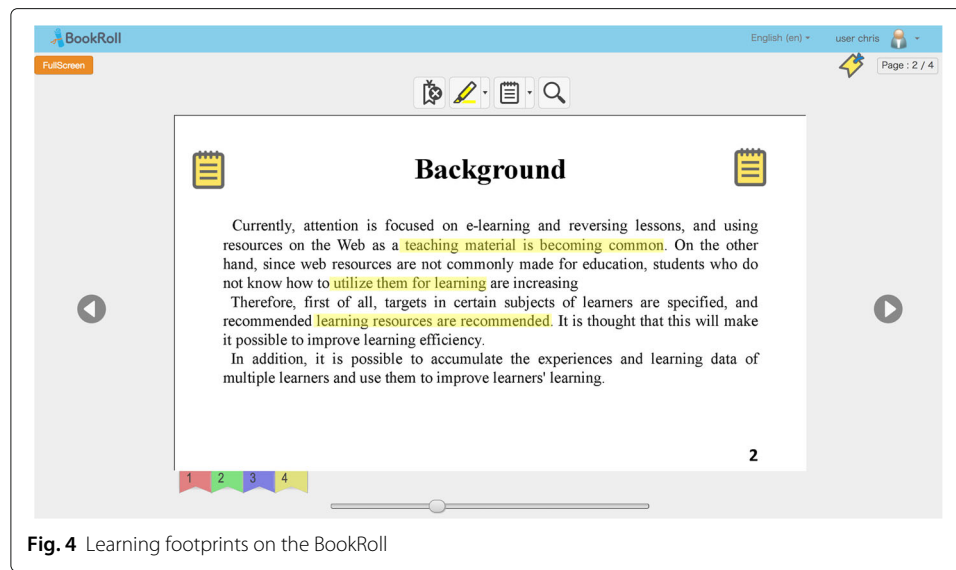 BookRoll
English (en)
user chris
FullScreen
Page : 2 / 4
Background
Currently, attention is focused on e-learning and reversing lessons, and using
resources on the Web as a teaching material is becoming common. On the other
hand, since web resources are not commonly made for education, students who do
not know how to utilize them for learning are increasing
Therefore, first of all, targets in certain subjects of learners are specified, and
recommended learning resources are recommended. It is thought that this will make
it possible to improve learning efficiency.
In addition, it is possible to accumulate the experiences and learning data of
multiple learners and use them to improve learners' learning.
2
1 2 3 4
Fig. 4 Learning footprints on the BookRoll